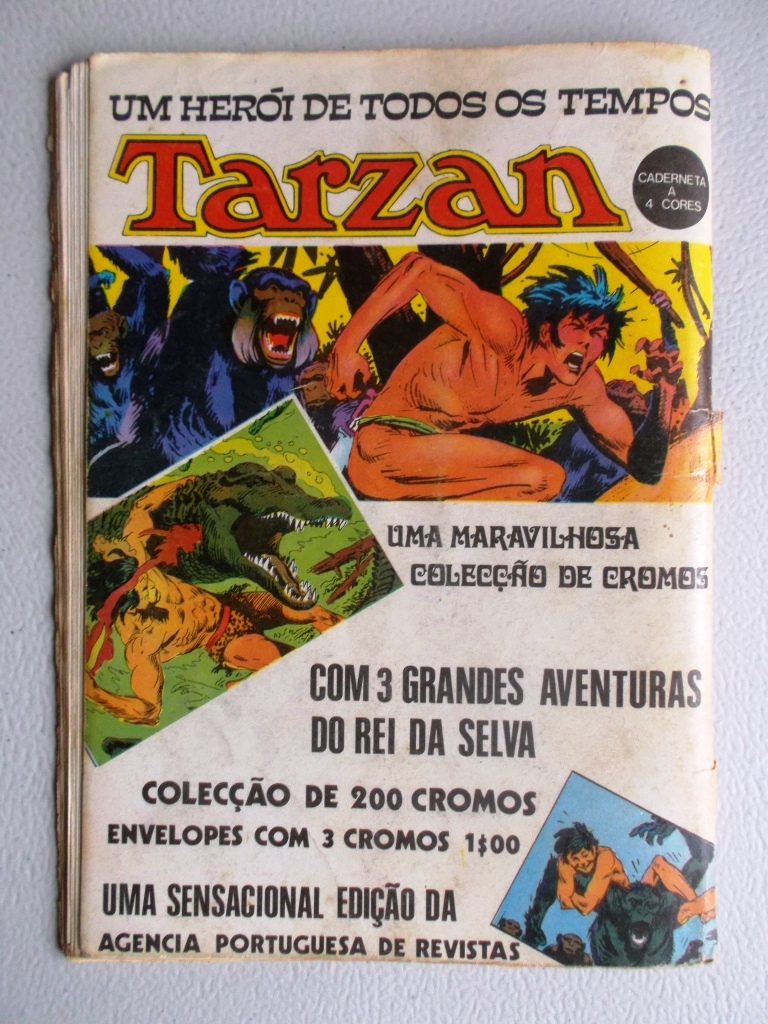 UM HERÓI DE TODOS OS TEMPOS
Tarzan
CADERNETA
A
4 CORES
UMA MARAVILHOSA
COLECÇÃO DE CROMOS
COM 3 GRANDES AVENTURAS
DO REI DA SELVA
COLECÇÃO DE 200 CROMOS
ENVELOPES COM 3 CROMOS 1$00
UMA SENSACIONAL EDIÇÃO DA
AGENCIA PORTUGUESA DE REVISTAS